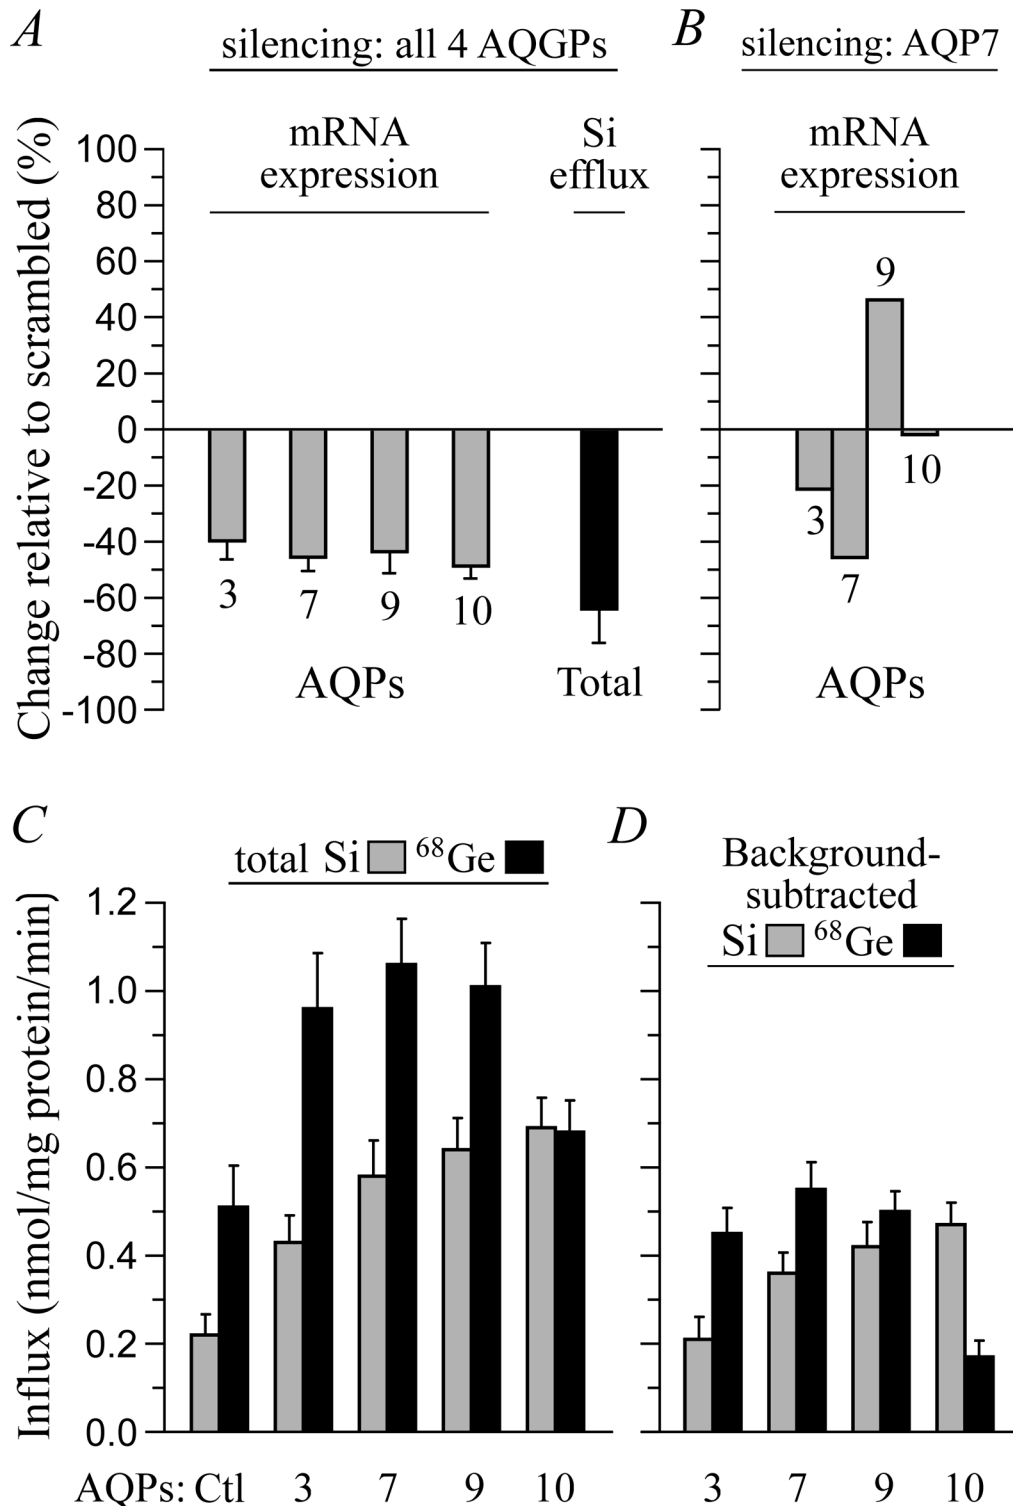 A
silencing: all 4 AQGPs
B
silencing: AQP7
Change relative to scrambled (%)
100
80
60
40
20
0
-20
-40
-60
-80
-100
mRNA
expression
Si
efflux
3
7
9
10
AQPs
Total
mRNA
expression
9
3
7
10
AQPs
C
total Si 68Ge
D
Background-
subtracted
Si 68Ge
Influx (nmol/mg protein/min)
1.2
1.0
0.8
0.6
0.4
0.2
0.0
AQPs: Ctl 3 7 9 10
3 7 9 10